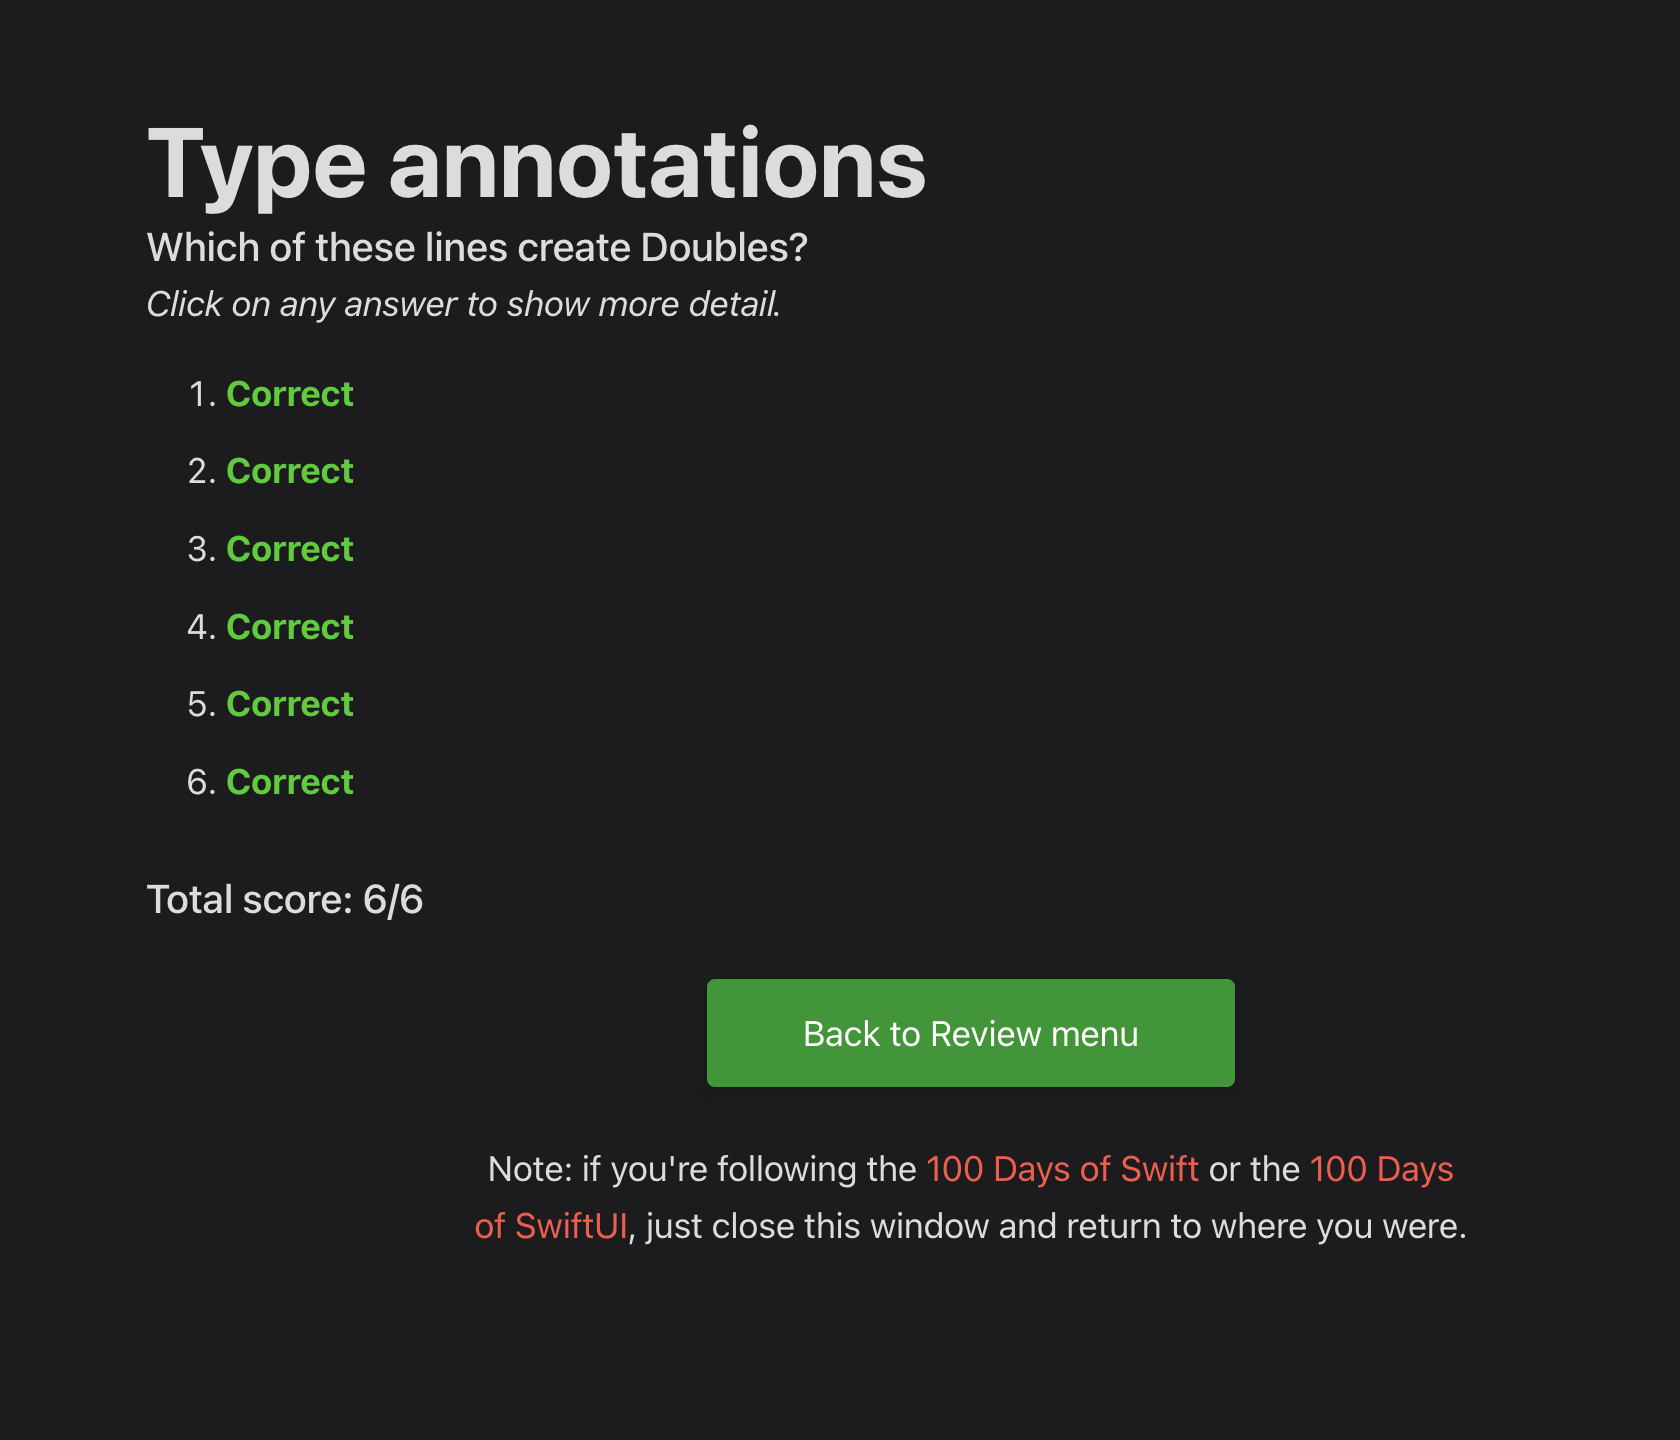 Type annotations
Which of these lines create Doubles?
Click on any answer to show more detail.
1. Correct
2. Correct
3. Correct
4. Correct
5. Correct
6. Correct
Total score: 6/6
Back to Review menu
Note: if you're following the 100 Days of Swift or the 100 Days
of SwiftUI, just close this window and return to where you were.